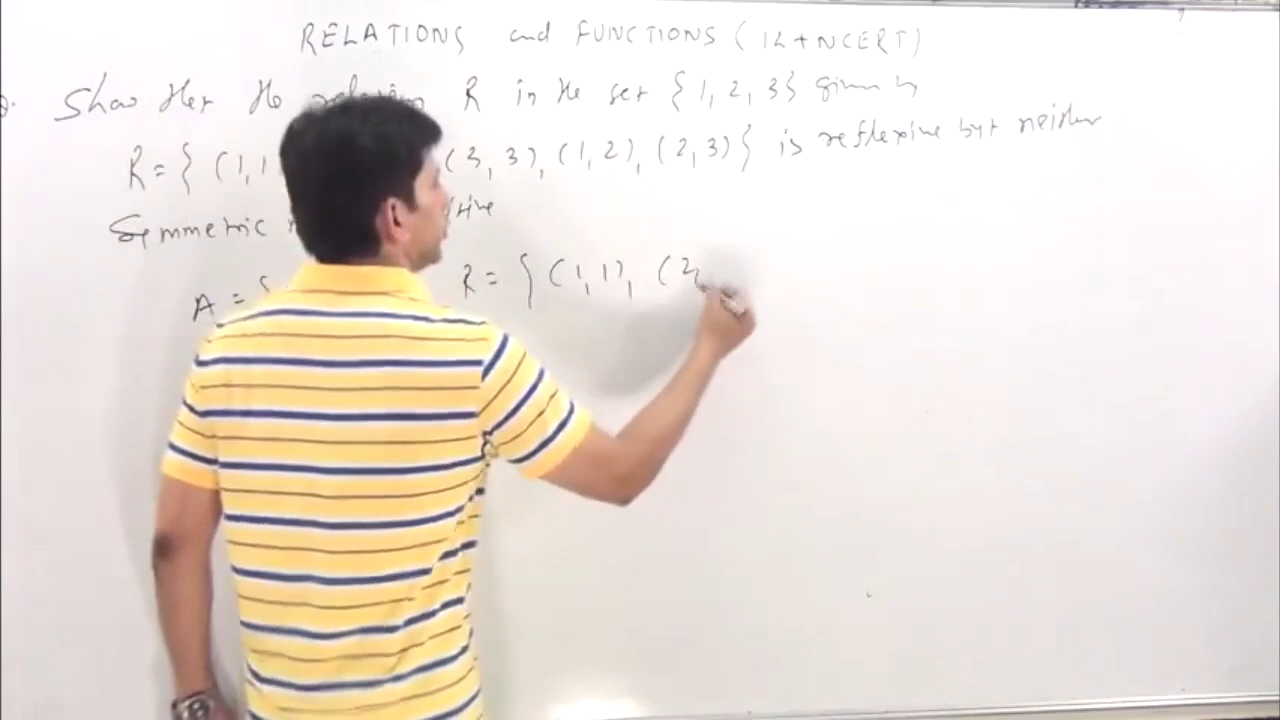 RELATIONS and FUNCTIONS (12th NCERT)
Show that the relation R in the set {1, 2, 3} given by
R = { (1,1 (3, 3), (1, 2), (2, 3)} is reflexive but neither
Symmetric
A = { R = { (1,1), (2,